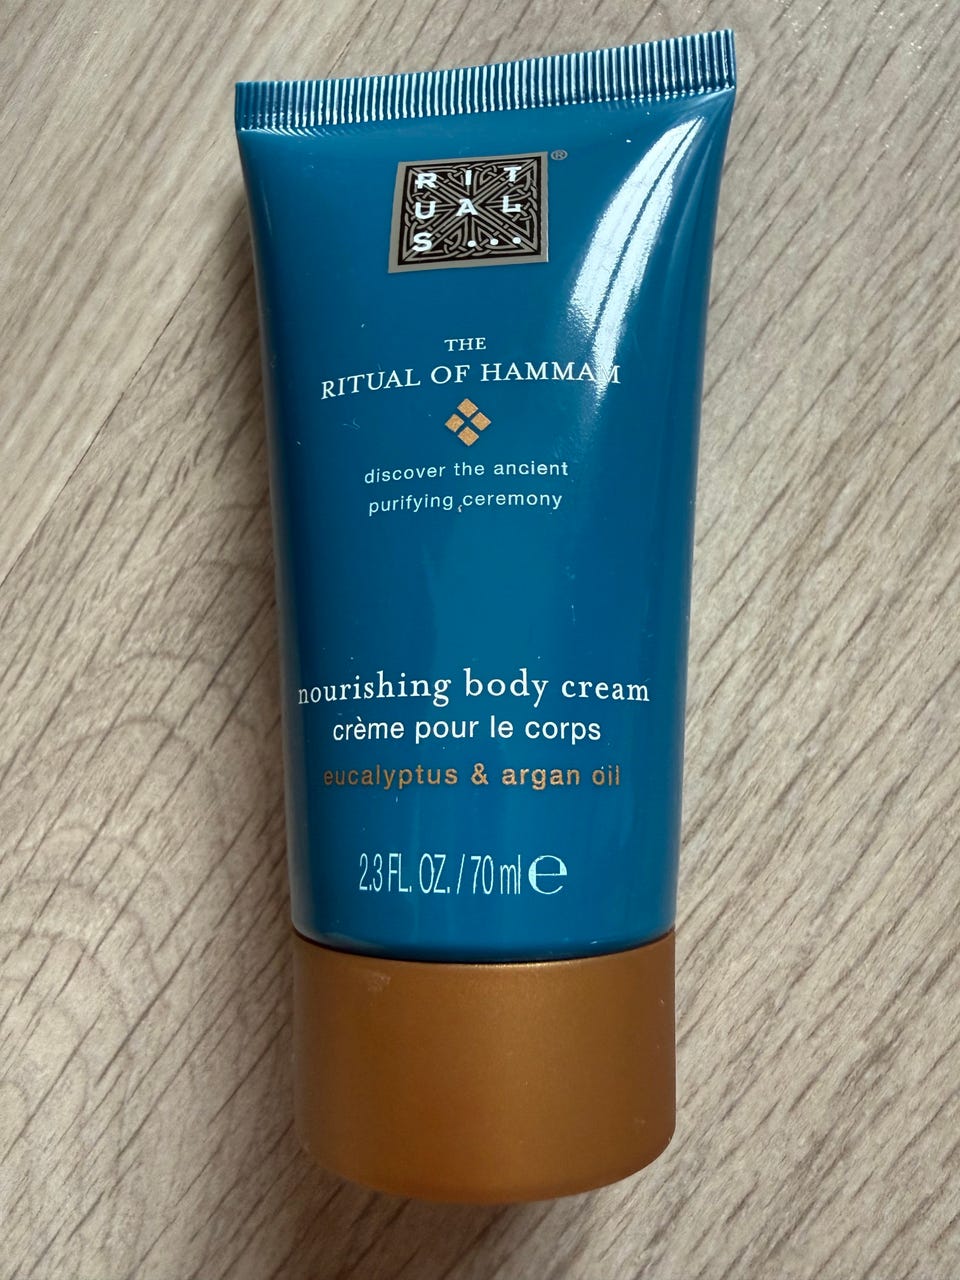 RIT
UAL
S...
®
THE
RITUAL OF HAMMAM
discover the ancient
purifying ceremony
nourishing body cream
crème pour le corps
eucalyptus & argan oil
2.3 FL. OZ. / 70 ml ℮